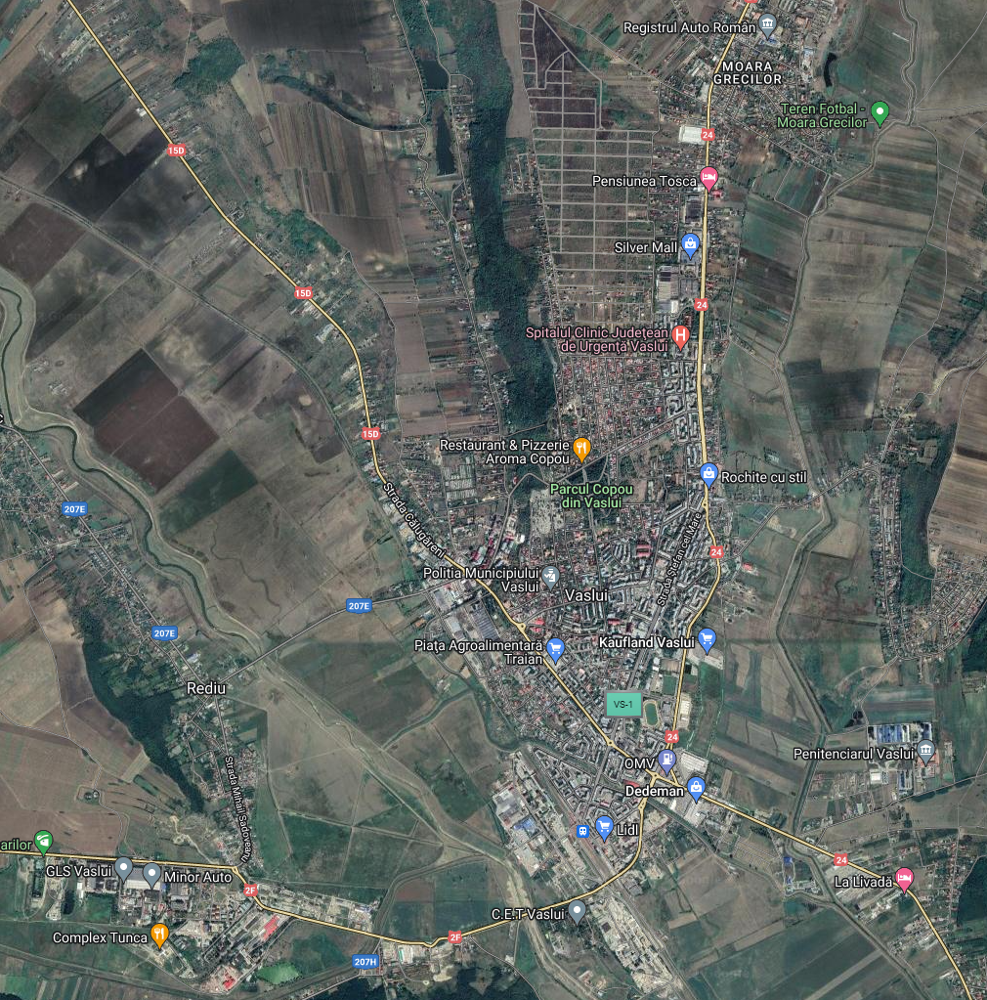 Registrul Auto Român
MOARA
GRECILOR
Teren Fotbal -
Moara Grecilor
24
15D
Pensiunea Tosca
Silver Mall
15D
24
Spitalul Clinic Județean
de Urgență Vaslui
15D
Restaurant & Pizzerie
Aroma Copou
Rochite cu stil
Parcul Copou
din Vaslui
Strada Călugăreni
207E
Strada Ștefan cel Mare
24
Politia Municipiului
Vaslui
Vaslui
207E
207E
Kaufland Vaslui
Piața Agroalimentară
Traian
Rediu
VS-1
24
Penitenciarul Vaslui
OMV
Dedeman
Strada Mihail Sadoveanu
Lidl
arilor
24
GLS Vaslui
Minor Auto
La Livadă
2F
C.E.T Vaslui
Complex Tunca
2F
207H